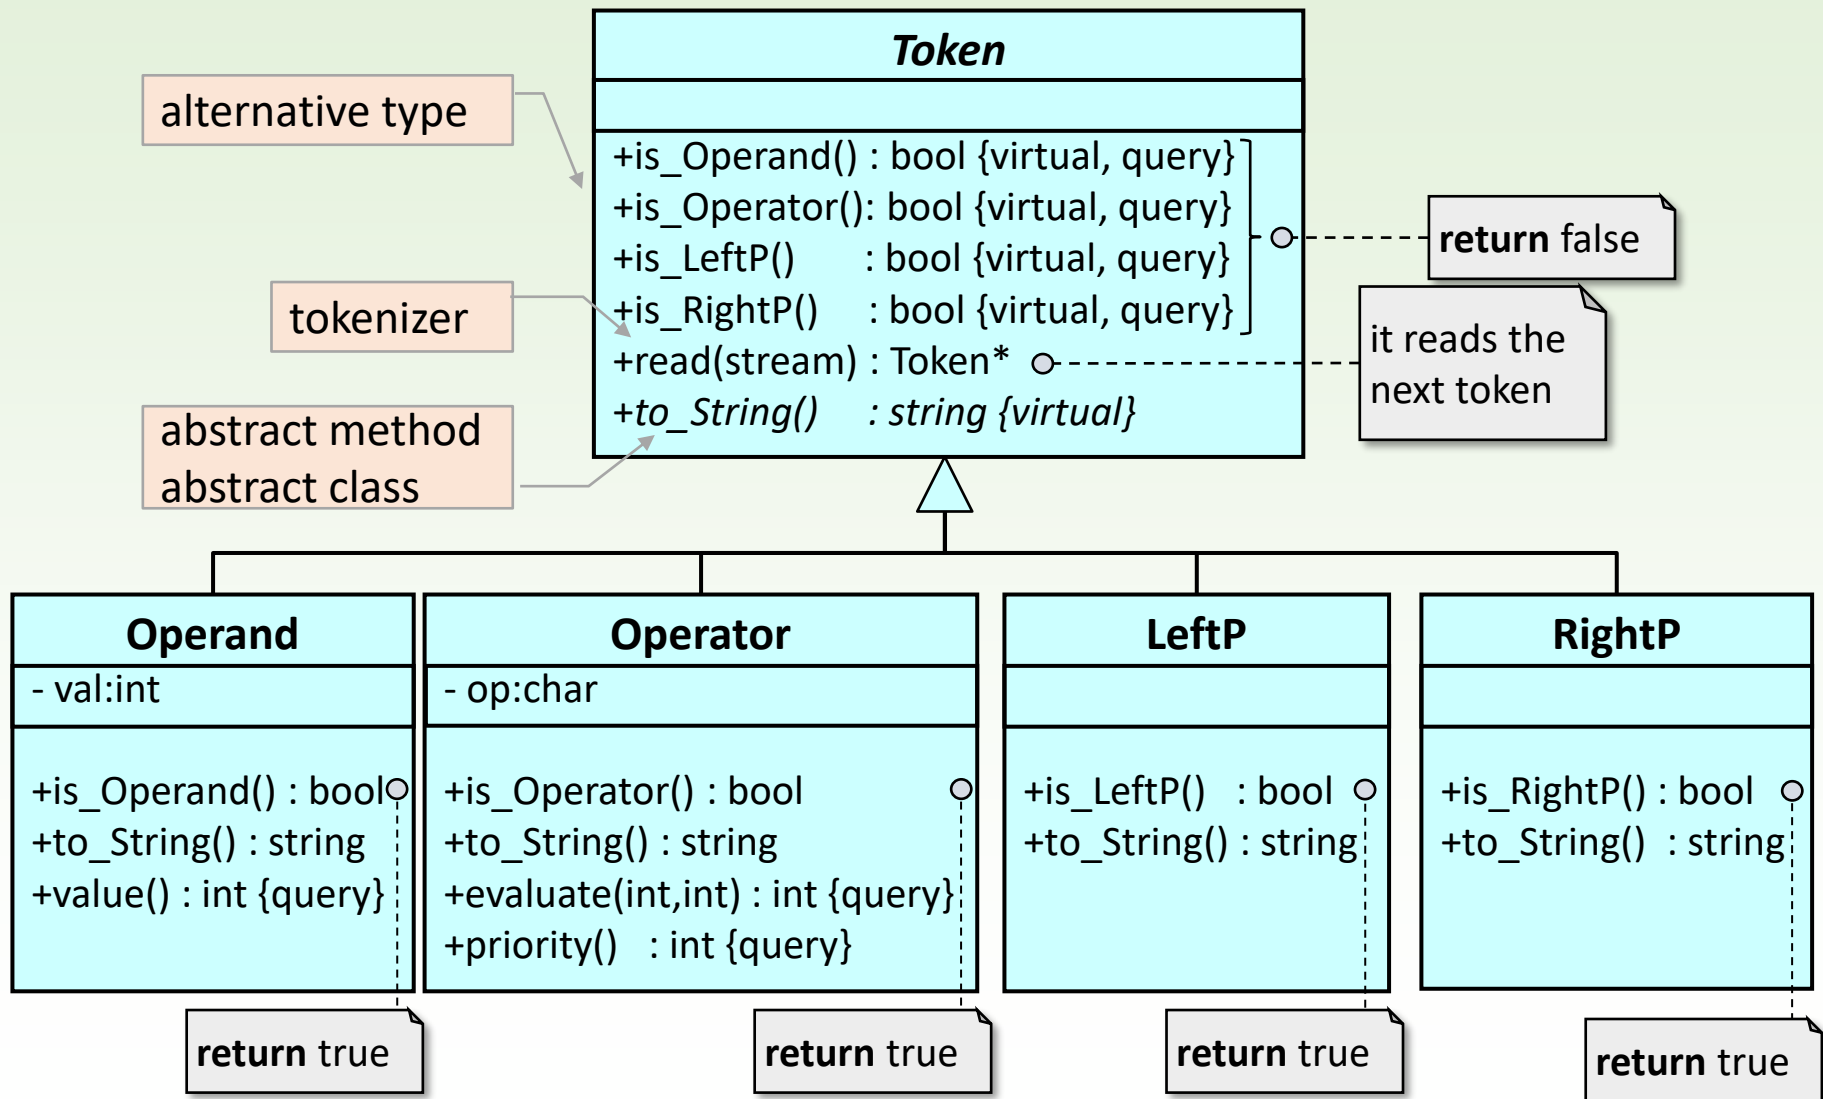 Token
alternative type
+is_Operand() : bool {virtual, query}
+is_Operator(): bool {virtual, query}
+is_LeftP() : bool {virtual, query}
+is_RightP() : bool {virtual, query}
+read(stream) : Token*
+to_String() : string {virtual}
return false
tokenizer
it reads the
next token
abstract method
abstract class
Operand
- val:int
+is_Operand() : bool
+to_String() : string
+value() : int {query}
return true
Operator
- op:char
+is_Operator() : bool
+to_String() : string
+evaluate(int,int) : int {query}
+priority() : int {query}
return true
LeftP
+is_LeftP() : bool
+to_String() : string
return true
RightP
+is_RightP() : bool
+to_String() : string
return true